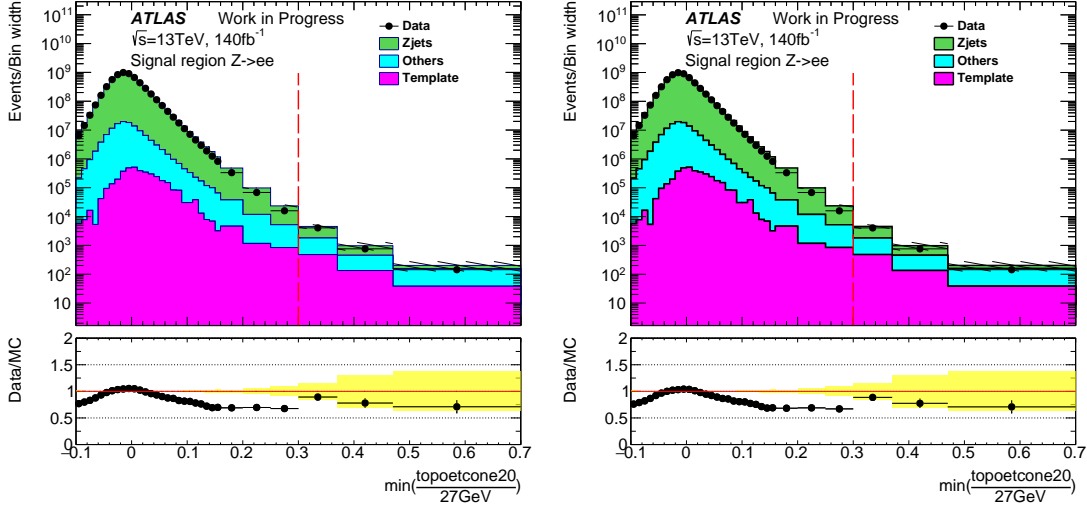 ATLAS Work in Progress
√s=13TeV, 140fb⁻¹
Signal region Z->ee
Data
Zjets
Others
Template
Events/Bin width
10¹¹
10¹⁰
10⁹
10⁸
10⁷
10⁶
10⁵
10⁴
10³
10²
10
Data/MC
2
1.5
1
0.5
0
−0.1 0 0.1 0.2 0.3 0.4 0.5 0.6 0.7
min(topoetcone20/27GeV)
ATLAS Work in Progress
√s=13TeV, 140fb⁻¹
Signal region Z->ee
Data
Zjets
Others
Template
Events/Bin width
10¹¹
10¹⁰
10⁹
10⁸
10⁷
10⁶
10⁵
10⁴
10³
10²
10
Data/MC
2
1.5
1
0.5
0
−0.1 0 0.1 0.2 0.3 0.4 0.5 0.6 0.7
min(topoetcone20/27GeV)